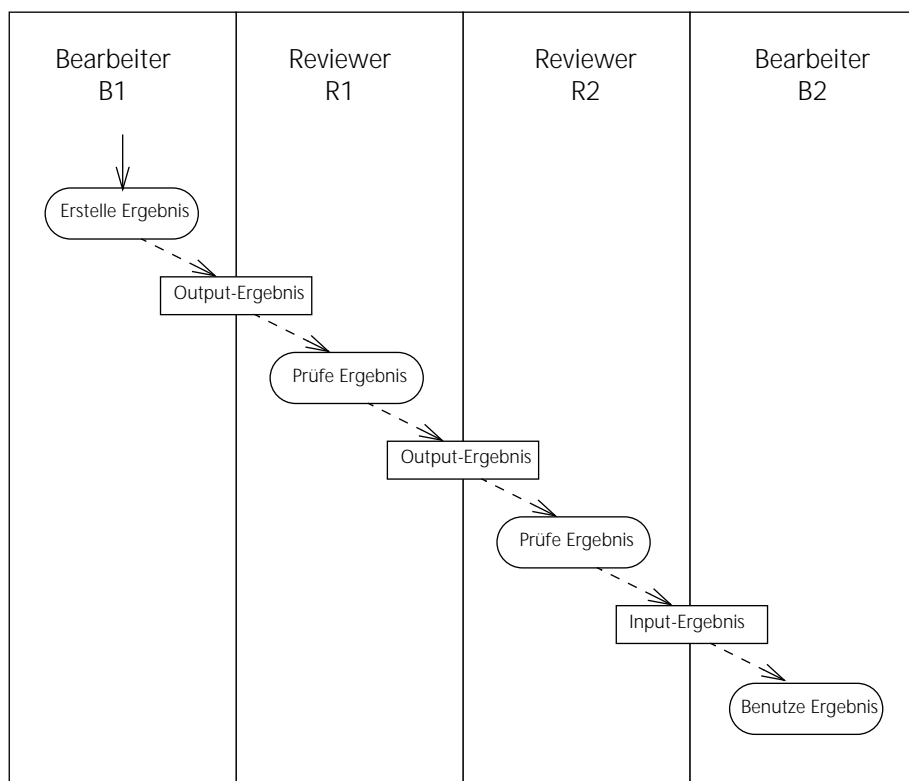 Bearbeiter
B1
Reviewer
R1
Reviewer
R2
Bearbeiter
B2
Erstelle Ergebnis
Output-Ergebnis
Prüfe Ergebnis
Output-Ergebnis
Prüfe Ergebnis
Input-Ergebnis
Benutze Ergebnis